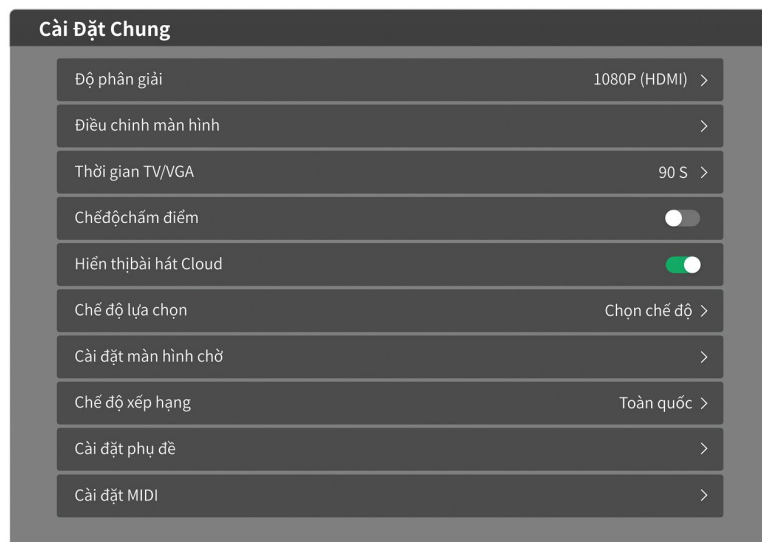 Cài Đặt Chung
Độ phân giải 1080P (HDMI) >
Điều chinh màn hình >
Thời gian TV/VGA 90 S >
Chếđộchấm điểm
Hiển thịbài hát Cloud
Chế độ lựa chọn Chọn chế độ >
Cài đặt màn hình chờ >
Chế độ xếp hạng Toàn quốc >
Cài đặt phụ đề >
Cài đặt MIDI >